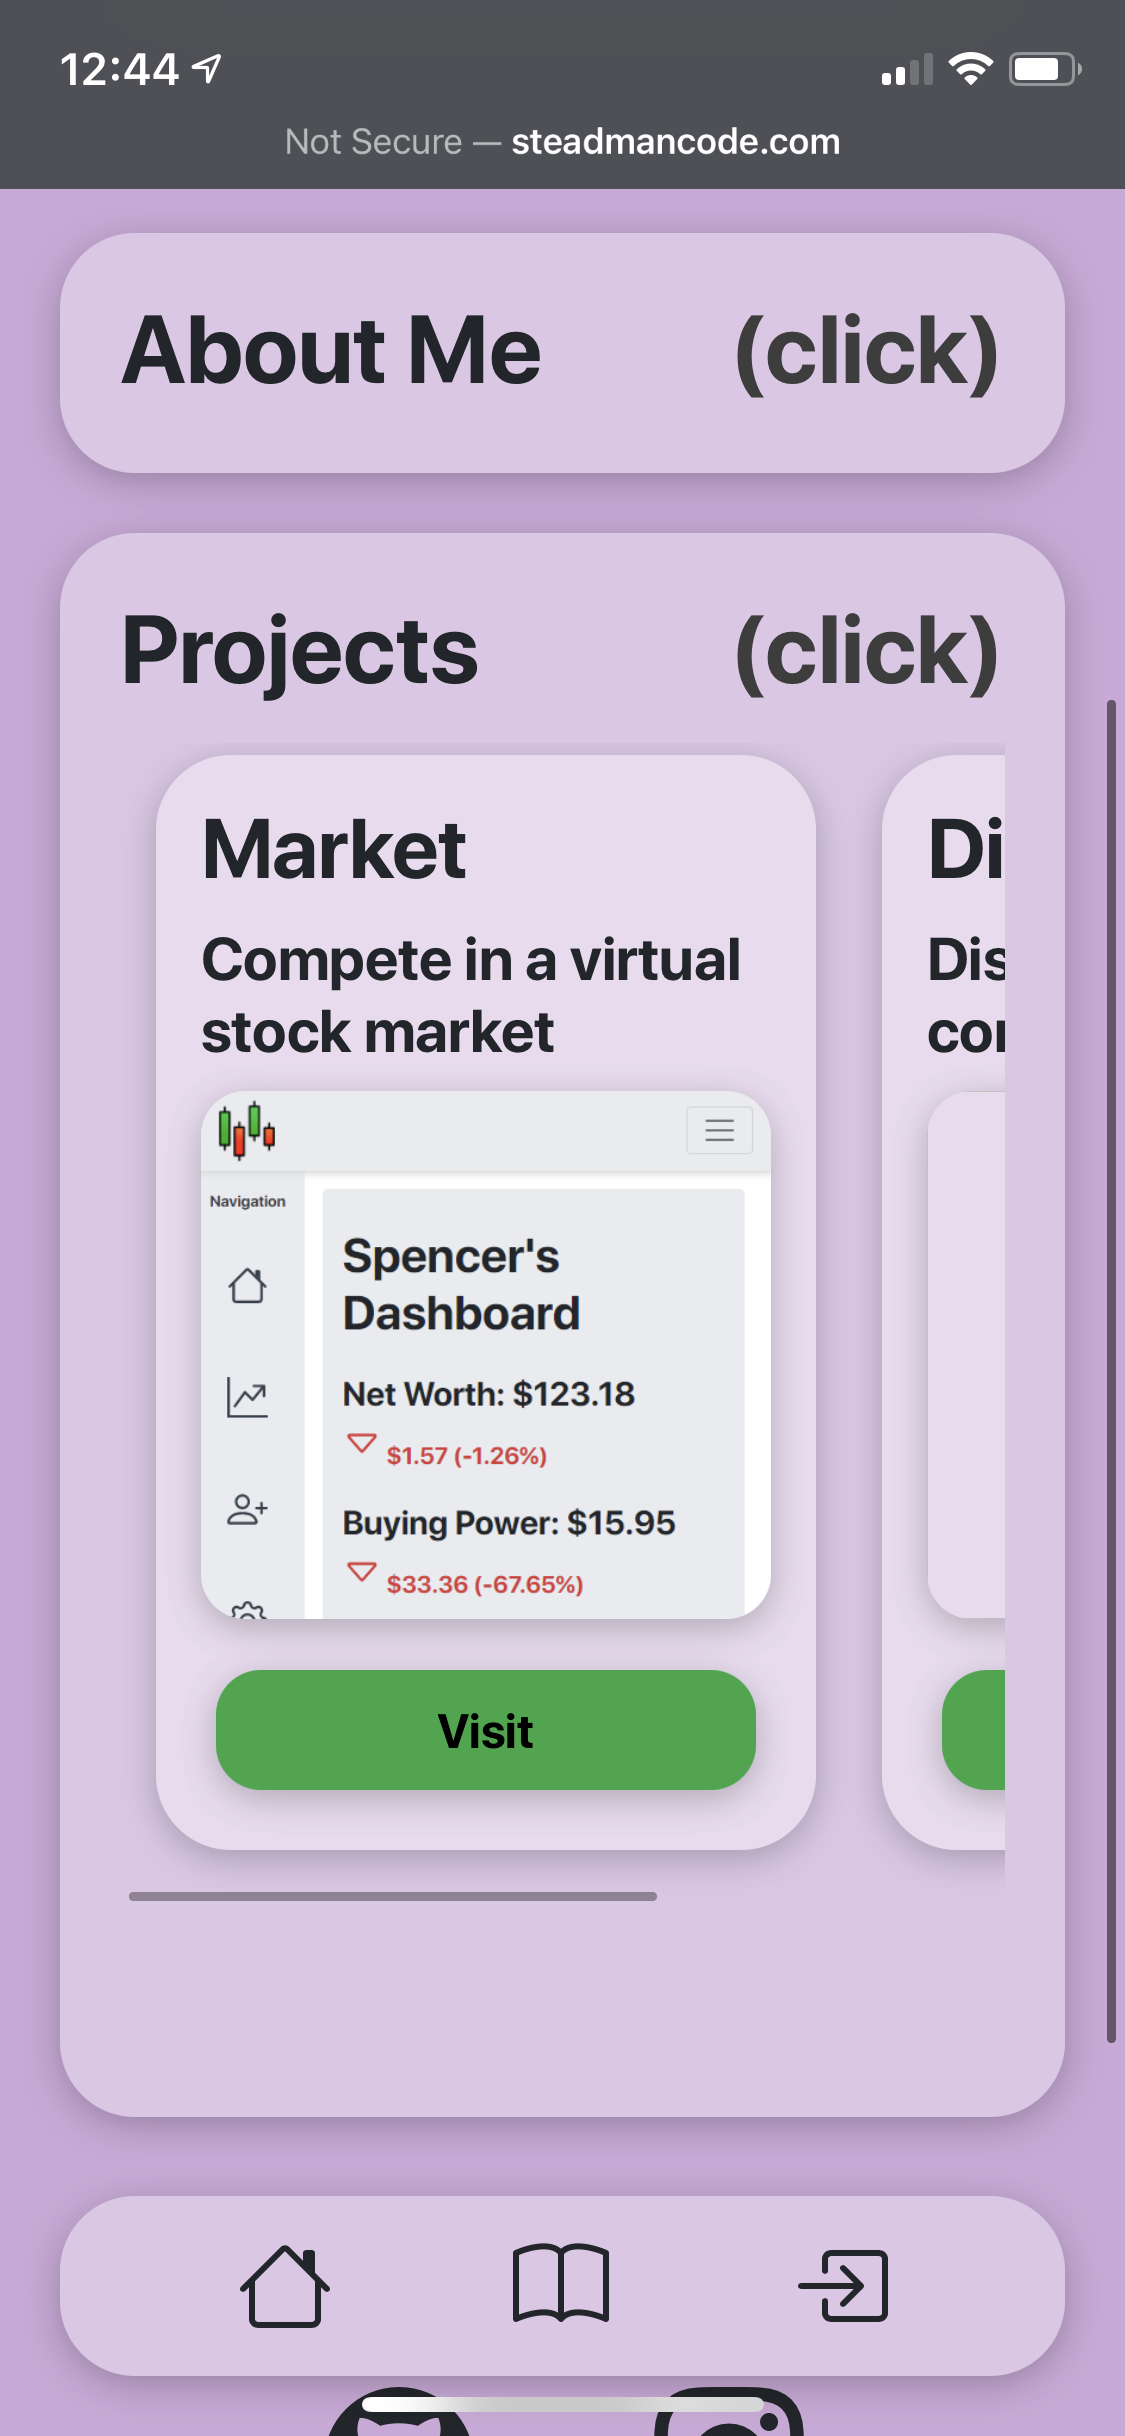 12:44
Not Secure — steadmancode.com
About Me (click)
Projects (click)
Market
Compete in a virtual
stock market
Navigation
Spencer's
Dashboard
Net Worth: $123.18
$1.57 (-1.26%)
Buying Power: $15.95
$33.36 (-67.65%)
Visit
Di
Dis